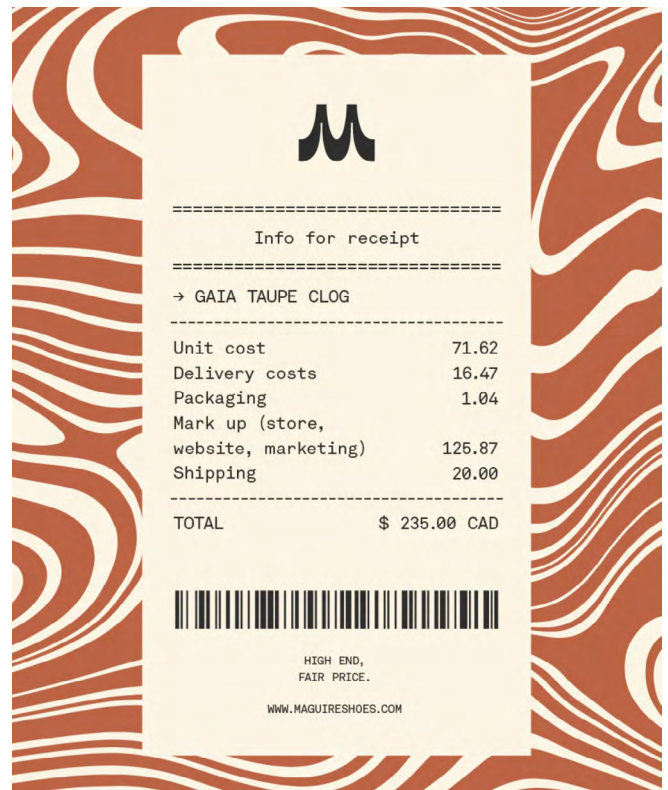 ================================
Info for receipt
================================
→ GAIA TAUPE CLOG
-----------------------------------
Unit cost 71.62
Delivery costs 16.47
Packaging 1.04
Mark up (store,
website, marketing) 125.87
Shipping 20.00
-----------------------------------
TOTAL $ 235.00 CAD
HIGH END,
FAIR PRICE.
WWW.MAGUIRESHOES.COM